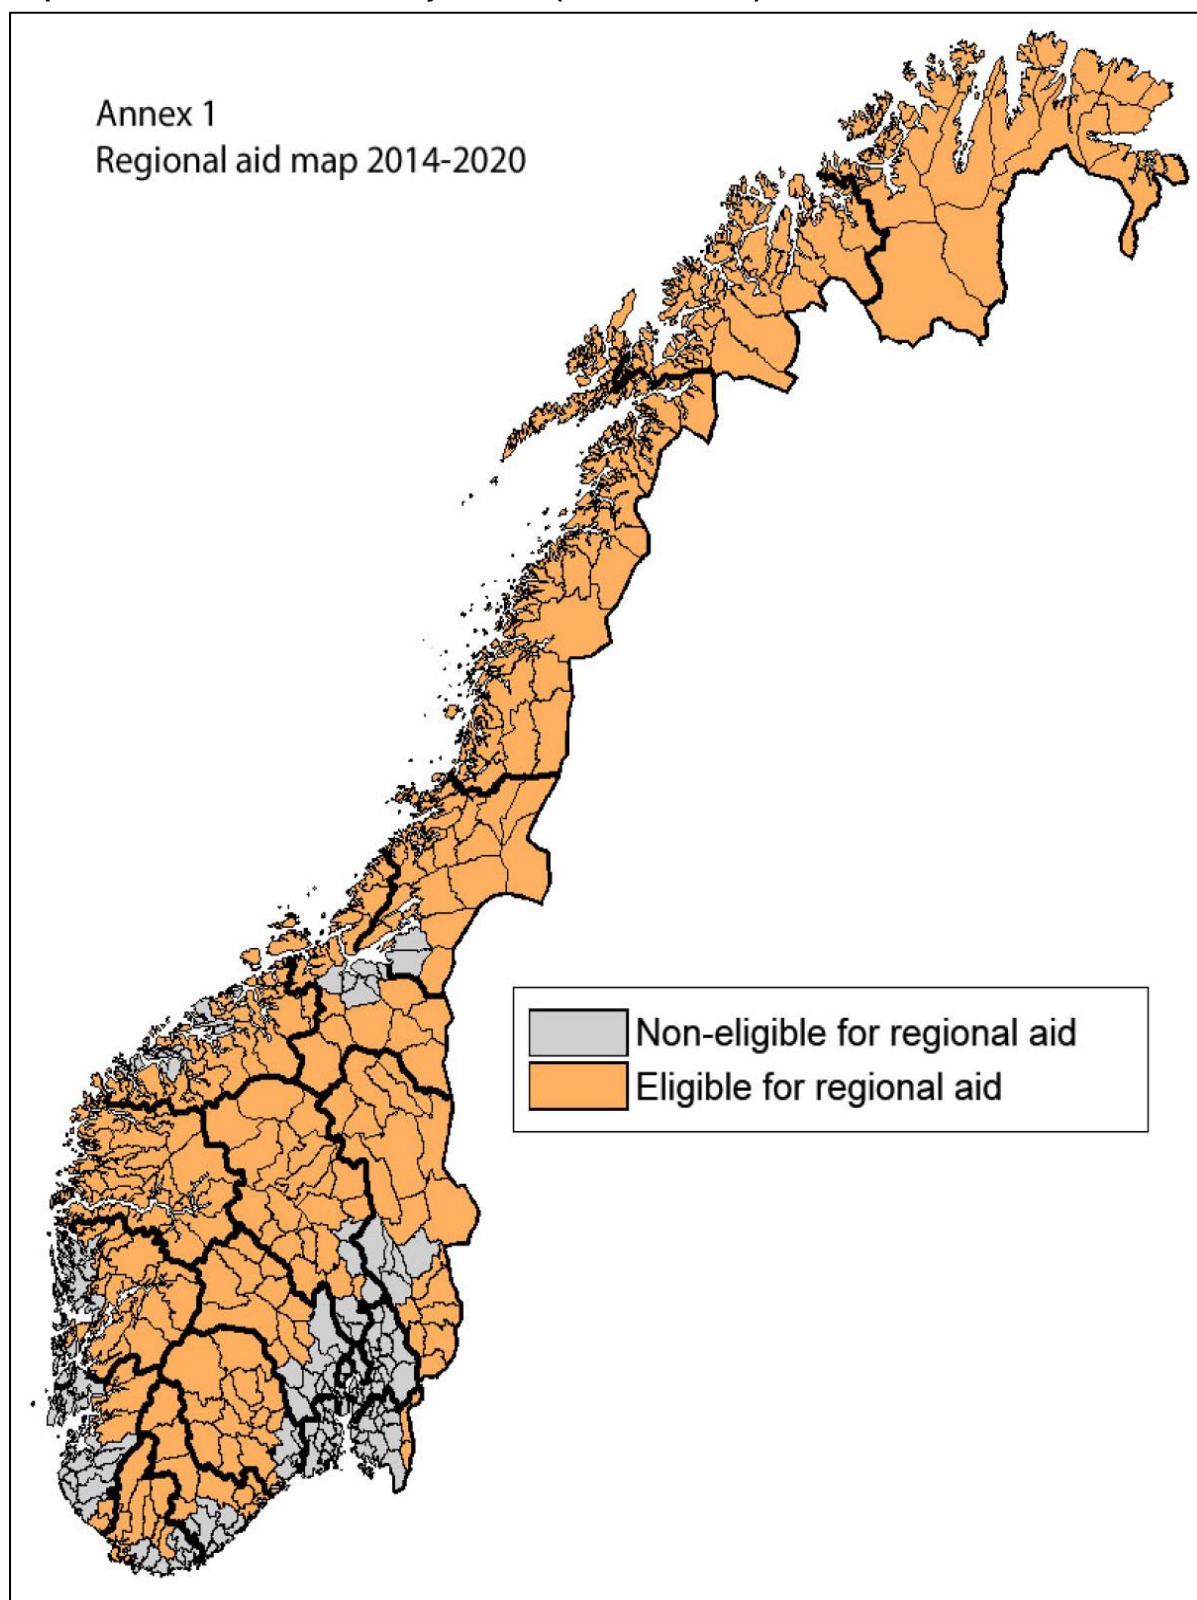 Annex 1
Regional aid map 2014-2020
Non-eligible for regional aid
Eligible for regional aid